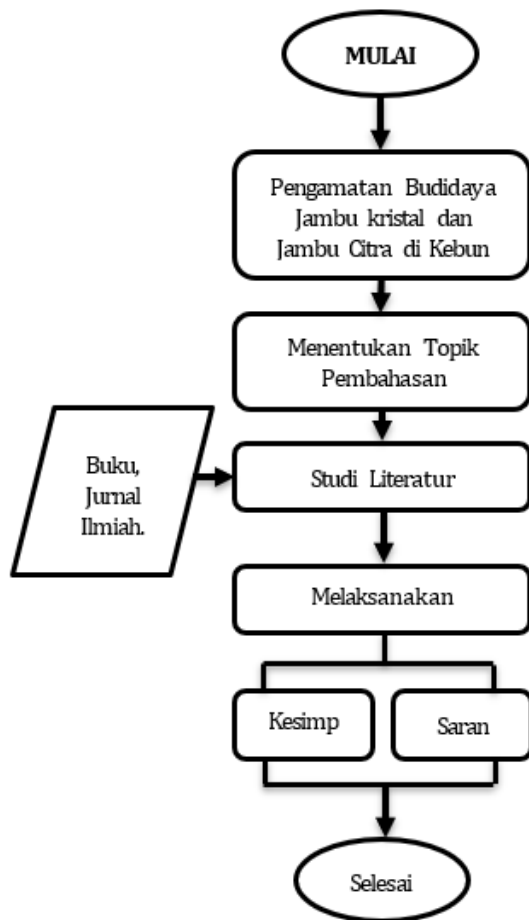 MULAI
Pengamatan Budidaya
Jambu kristal dan
Jambu Citra di Kebun
Menentukan Topik
Pembahasan
Buku,
Jurnal
Ilmiah.
Studi Literatur
Melaksanakan
Kesimp
Saran
Selesai